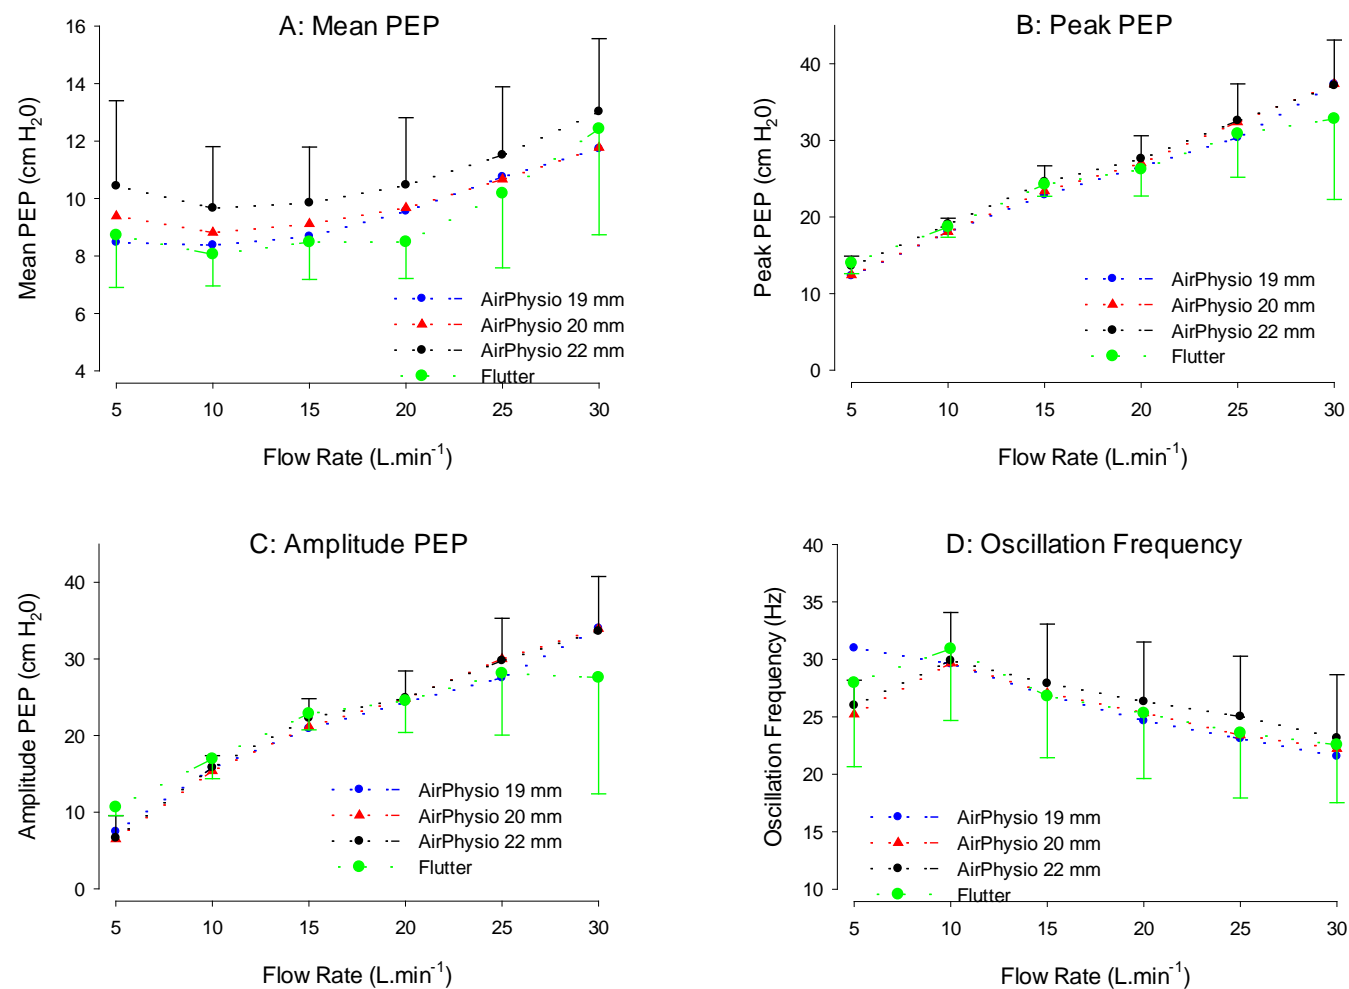 A: Mean PEP
16
14
12
10
8
6
4
Mean PEP (cm H₂0)
AirPhysio 19 mm
AirPhysio 20 mm
AirPhysio 22 mm
Flutter
5 10 15 20 25 30
Flow Rate (L.min⁻¹)
B: Peak PEP
40
30
20
10
0
Peak PEP (cm H₂0)
AirPhysio 19 mm
AirPhysio 20 mm
AirPhysio 22 mm
Flutter
5 10 15 20 25 30
Flow Rate (L.min⁻¹)
C: Amplitude PEP
40
30
20
10
0
Amplitude PEP (cm H₂0)
AirPhysio 19 mm
AirPhysio 20 mm
AirPhysio 22 mm
Flutter
5 10 15 20 25 30
Flow Rate (L.min⁻¹)
D: Oscillation Frequency
40
35
30
25
20
15
10
Oscillation Frequency (Hz)
AirPhysio 19 mm
AirPhysio 20 mm
AirPhysio 22 mm
Flutter
5 10 15 20 25 30
Flow Rate (L.min⁻¹)